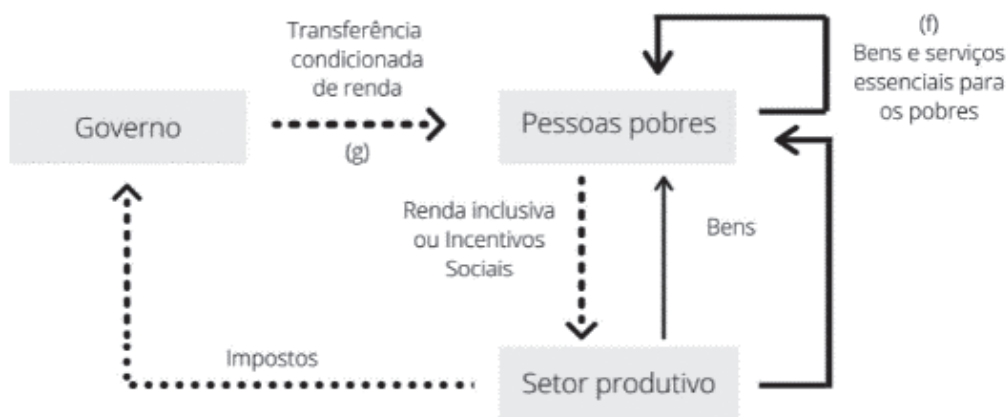 Transferência
condicionada
de renda
(f)
Bens e serviços
essenciais para
os pobres
Governo
Pessoas pobres
(g)
Renda inclusiva
ou Incentivos
Sociais
Bens
Impostos
Setor produtivo